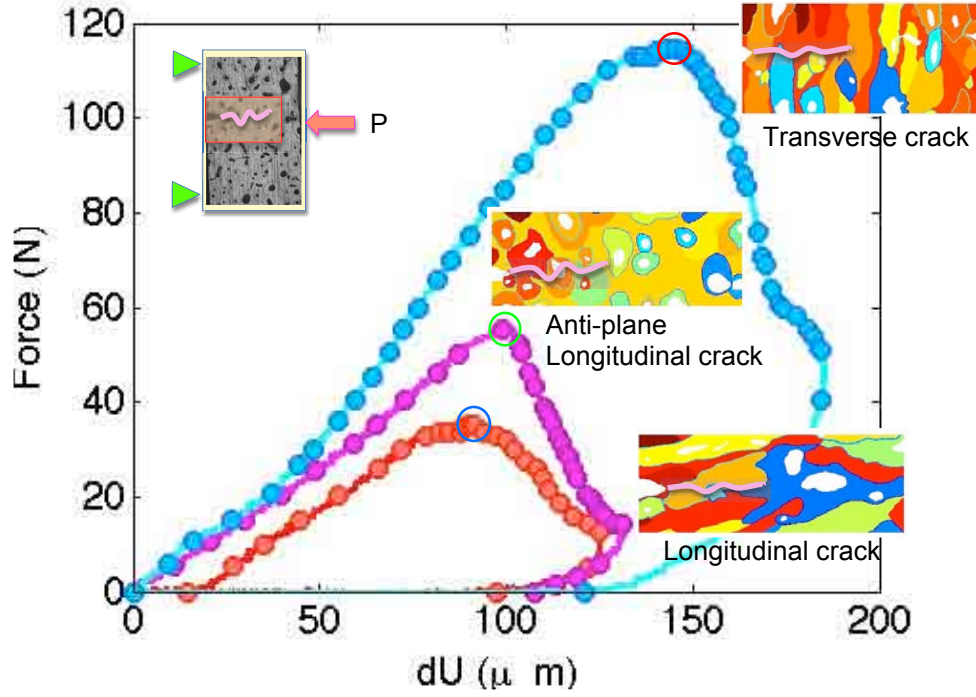 120
100
80
60
40
20
0
Force (N)
0
50
100
150
200
dU (μ m)
P
Transverse crack
Anti-plane
Longitudinal crack
Longitudinal crack